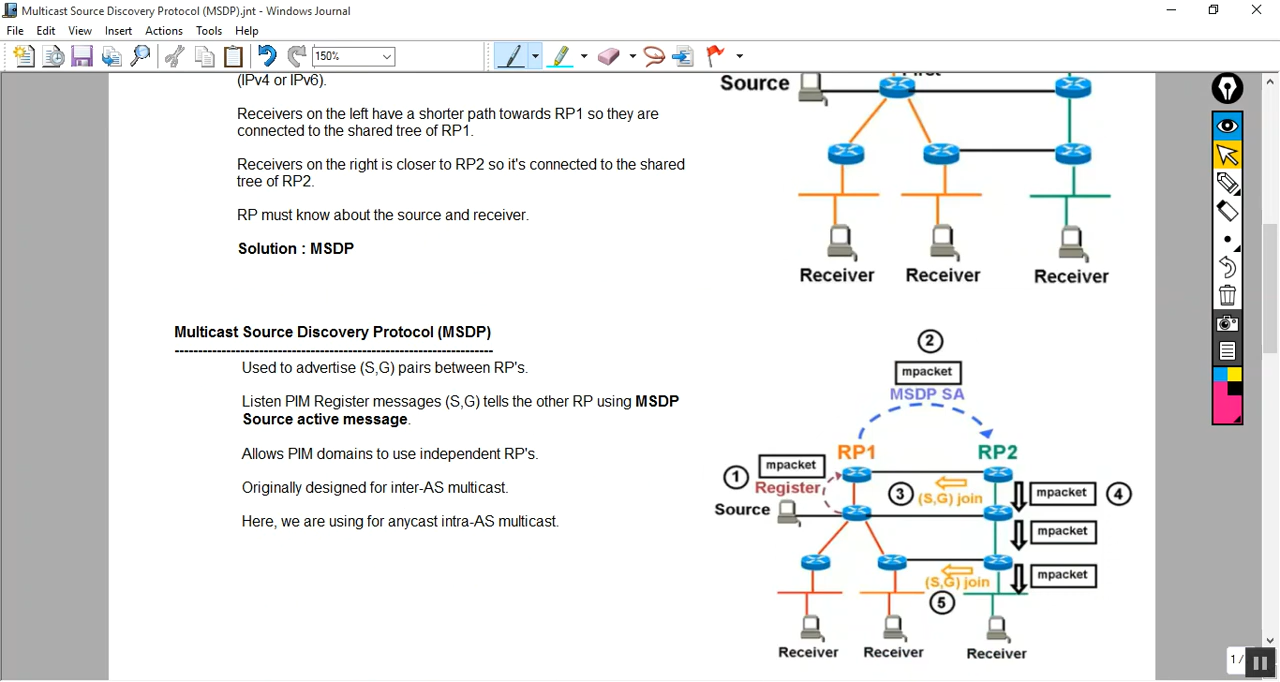 Multicast Source Discovery Protocol (MSDP).jnt - Windows Journal
File Edit View Insert Actions Tools Help
150%
(IPv4 or IPv6).
Receivers on the left have a shorter path towards RP1 so they are
connected to the shared tree of RP1.
Receivers on the right is closer to RP2 so it's connected to the shared
tree of RP2.
RP must know about the source and receiver.
Solution : MSDP
First
Source
Receiver Receiver Receiver
Multicast Source Discovery Protocol (MSDP)
Used to advertise (S,G) pairs between RP's.
Listen PIM Register messages (S,G) tells the other RP using MSDP
Source active message.
Allows PIM domains to use independent RP's.
Originally designed for inter-AS multicast.
Here, we are using for anycast intra-AS multicast.
2
mpacket
MSDP SA
RP1 RP2
1 mpacket
Register
3 (S,G) join
mpacket 4
Source
mpacket
(S,G) join
mpacket
5
Receiver Receiver Receiver
1 /